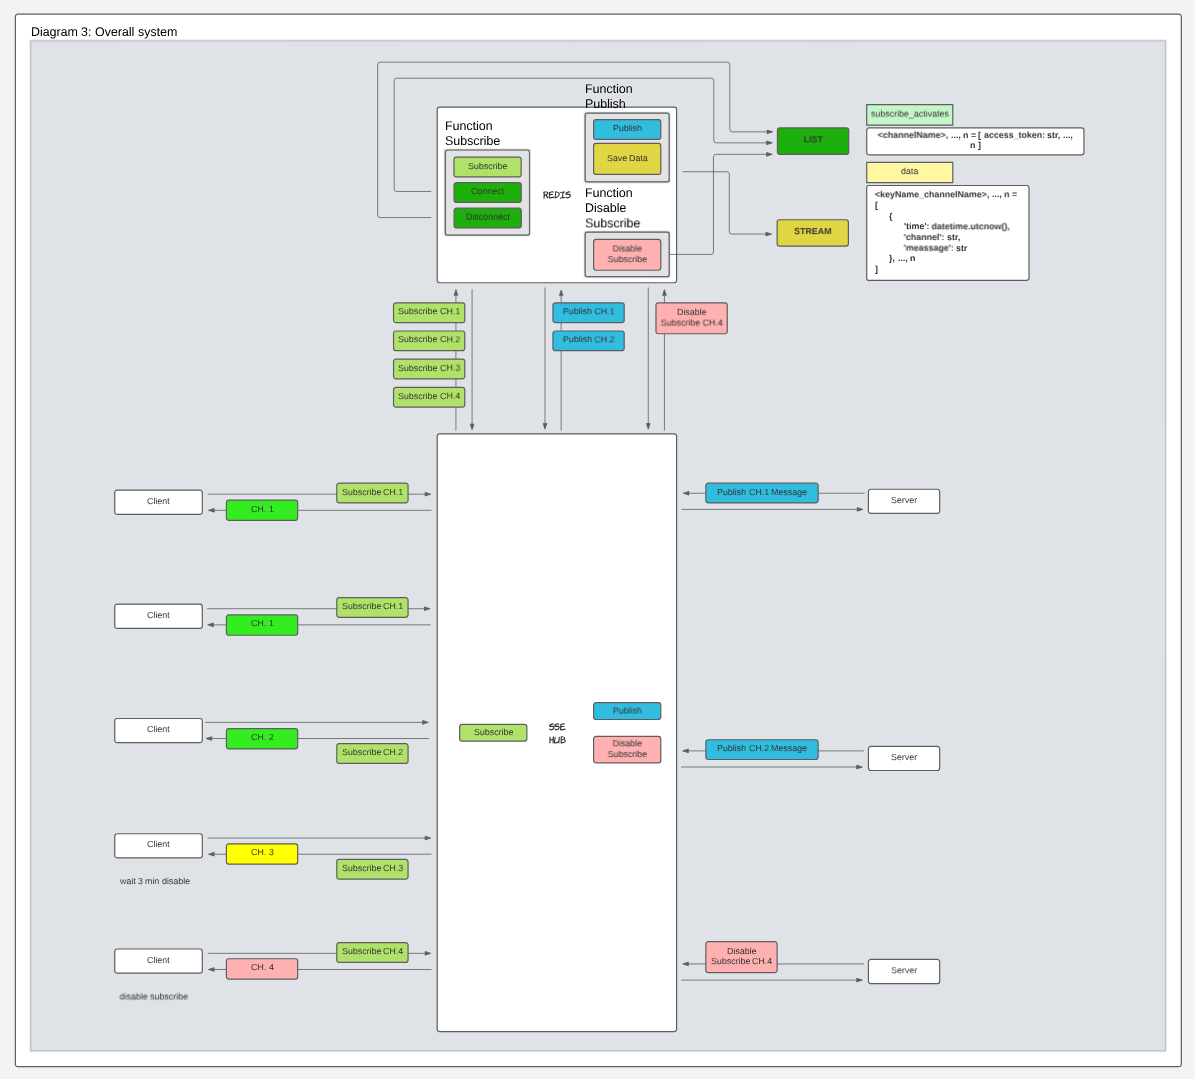 Diagram 3: Overall system
Function
Subscribe
Subscribe
Connect
Disconnect
REDIS
Function
Publish
Publish
Save Data
Function
Disable
Subscribe
Disable
Subscribe
LIST
STREAM
subscribe_activates
<channelName>, ..., n = [ access_token: str, ...,
n ]
data
<keyName_channelName>, ..., n =
[
{
'time': datetime.utcnow(),
'channel': str,
'meassage': str
}, ..., n
]
Subscribe CH.1
Subscribe CH.2
Subscribe CH.3
Subscribe CH.4
Publish CH.1
Publish CH.2
Disable
Subscribe CH.4
Client
Subscribe CH.1
CH. 1
Client
Subscribe CH.1
CH. 1
Client
CH. 2
Subscribe CH.2
Client
CH. 3
Subscribe CH.3
wait 3 min disable
Client
Subscribe CH.4
CH. 4
disable subscribe
Subscribe
SSE
HUB
Publish
Disable
Subscribe
Publish CH.1 Message
Server
Publish CH.2 Message
Server
Disable
Subscribe CH.4
Server